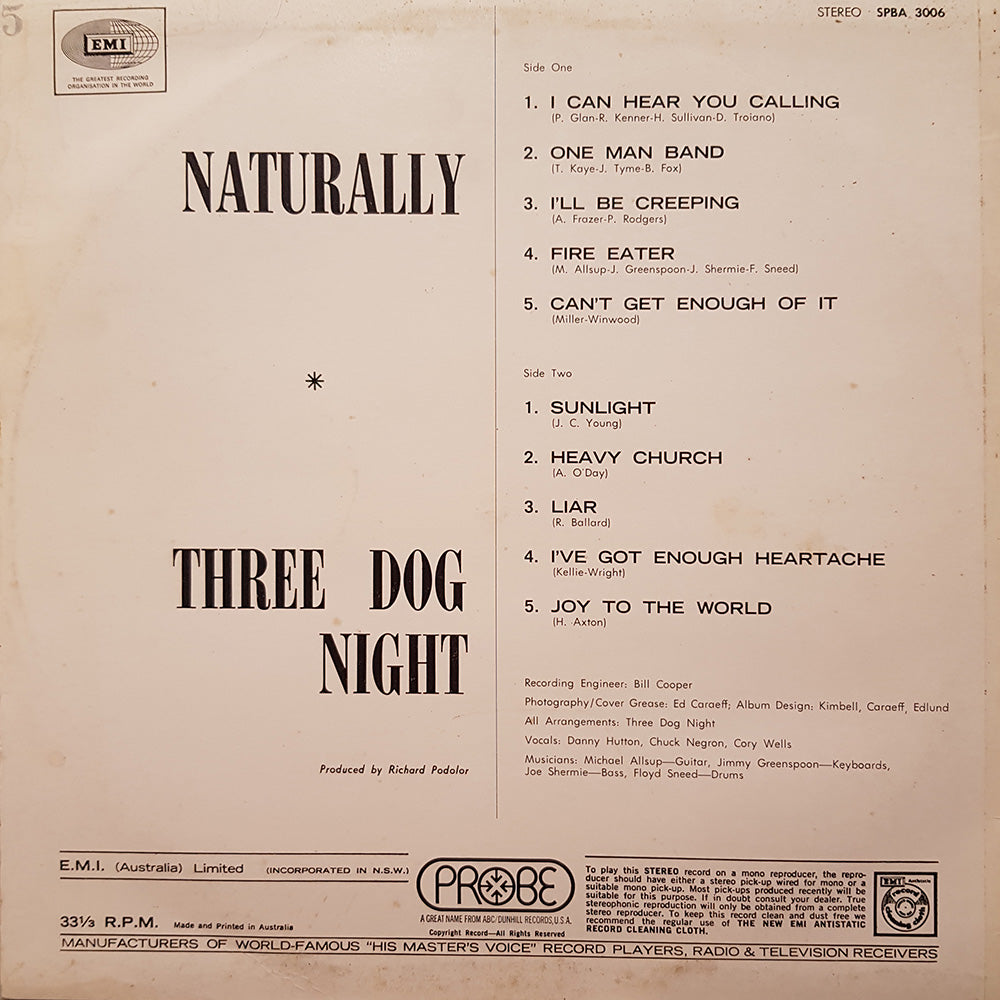 5
EMI
THE GREATEST RECORDING
ORGANISATION IN THE WORLD
STEREO SPBA 3006
NATURALLY
*
THREE DOG
NIGHT
Produced by Richard Podolor
Side One
1. I CAN HEAR YOU CALLING
(P. Glan-R. Kenner-H. Sullivan-D. Troiano)
2. ONE MAN BAND
(T. Kaye-J. Tyme-B. Fox)
3. I'LL BE CREEPING
(A. Frazer-P. Rodgers)
4. FIRE EATER
(M. Allsup-J. Greenspoon-J. Shermie-F. Sneed)
5. CAN'T GET ENOUGH OF IT
(Miller-Winwood)
Side Two
1. SUNLIGHT
(J. C. Young)
2. HEAVY CHURCH
(A. O'Day)
3. LIAR
(R. Ballard)
4. I'VE GOT ENOUGH HEARTACHE
(Kellie-Wright)
5. JOY TO THE WORLD
(H. Axton)
Recording Engineer: Bill Cooper
Photography/Cover Grease: Ed Caraeff; Album Design: Kimbell, Caraeff, Edlund
All Arrangements: Three Dog Night
Vocals: Danny Hutton, Chuck Negron, Cory Wells
Musicians: Michael Allsup—Guitar, Jimmy Greenspoon—Keyboards,
Joe Shermie—Bass, Floyd Sneed—Drums
E.M.I. (Australia) Limited (INCORPORATED IN N.S.W.)
33⅓ R.P.M. Made and Printed in Australia
PROBE
A GREAT NAME FROM ABC/DUNHILL RECORDS, U.S.A.
Copyright Record—All Rights Reserved
To play this STEREO record on a mono reproducer, the repro-
ducer should have either a stereo pick-up wired for mono or a
suitable mono pick-up. Most pick-ups produced recently will be
suitable for this purpose. If in doubt consult your dealer. True
stereophonic reproduction will only be obtained from a complete
stereo reproducer. To keep this record clean and dust free we
recommend the regular use of THE NEW EMI ANTISTATIC
RECORD CLEANING CLOTH.
EMI
record
cleaning cloth
MANUFACTURERS OF WORLD-FAMOUS "HIS MASTER'S VOICE" RECORD PLAYERS, RADIO & TELEVISION RECEIVERS